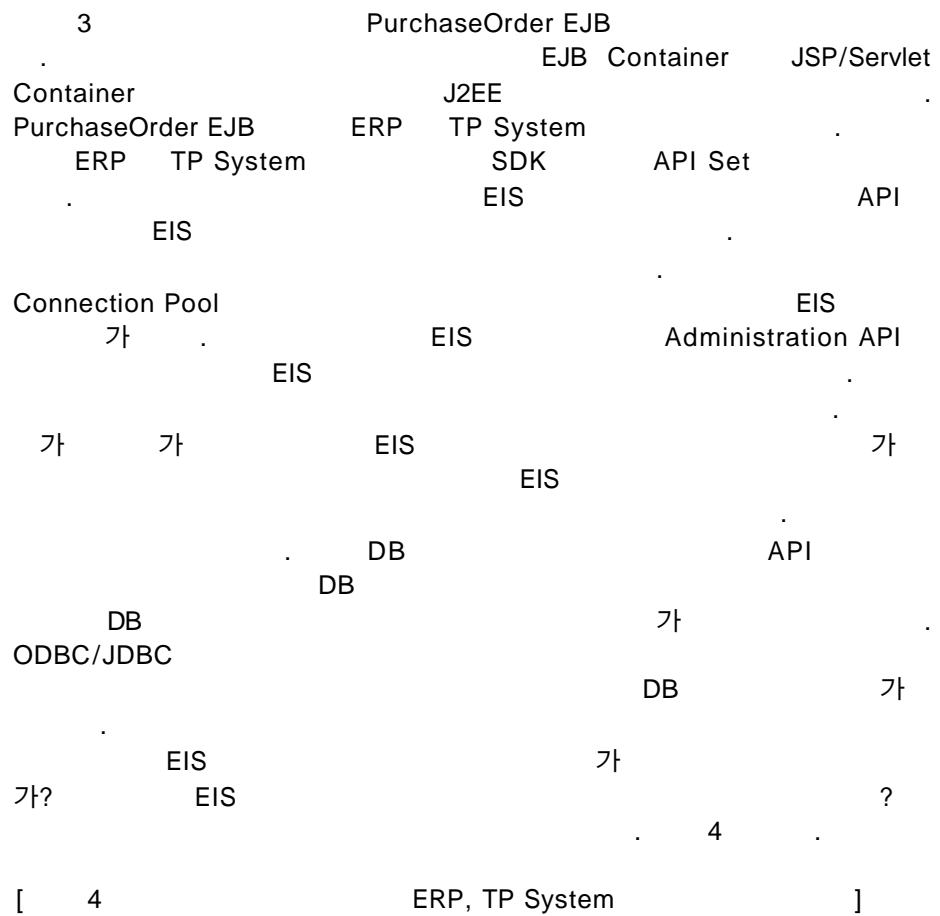 3 PurchaseOrder EJB
. EJB Container JSP/Servlet
Container J2EE .
PurchaseOrder EJB ERP TP System .
ERP TP System SDK API Set
. EIS API
EIS .
.
Connection Pool EIS
가 . EIS Administration API
EIS .
.
가 가 EIS 가
EIS
.
. DB API
DB
DB 가 .
ODBC/JDBC
DB 가
.
EIS 가
가? EIS ?
. 4 .
[ 4 ERP, TP System ]